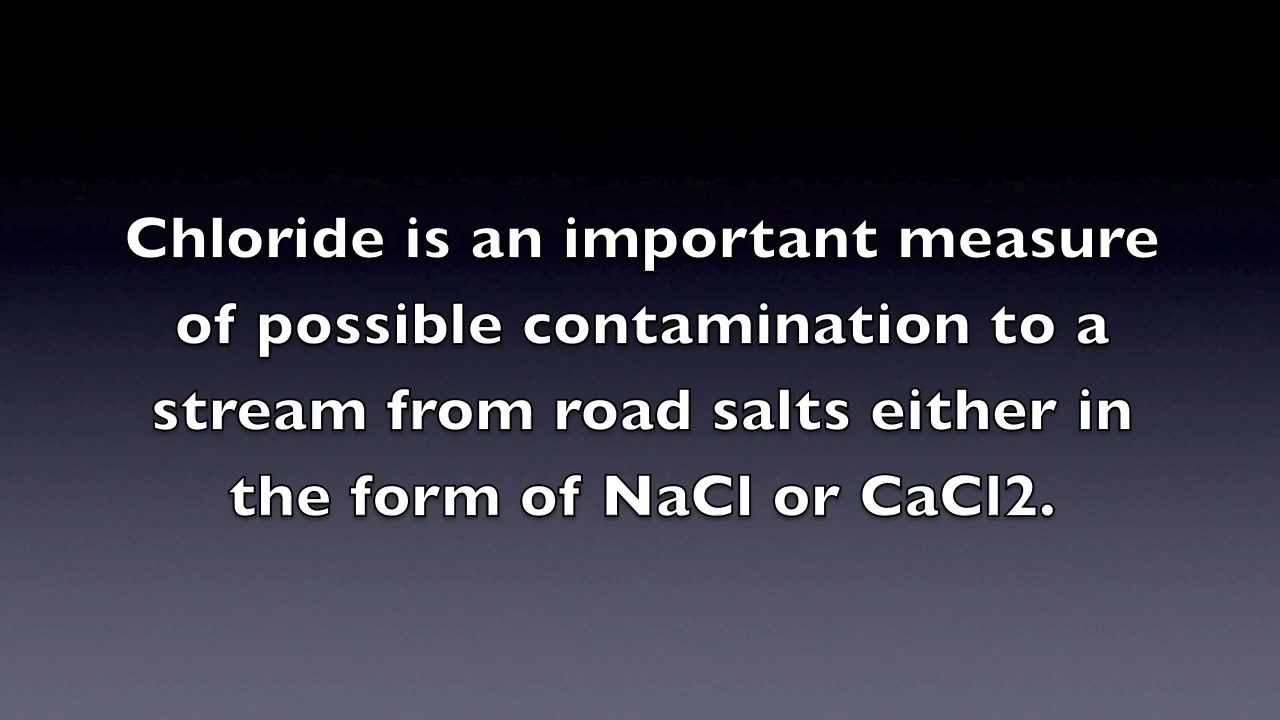 Chloride is an important measure
of possible contamination to a
stream from road salts either in
the form of NaCl or CaCl2.